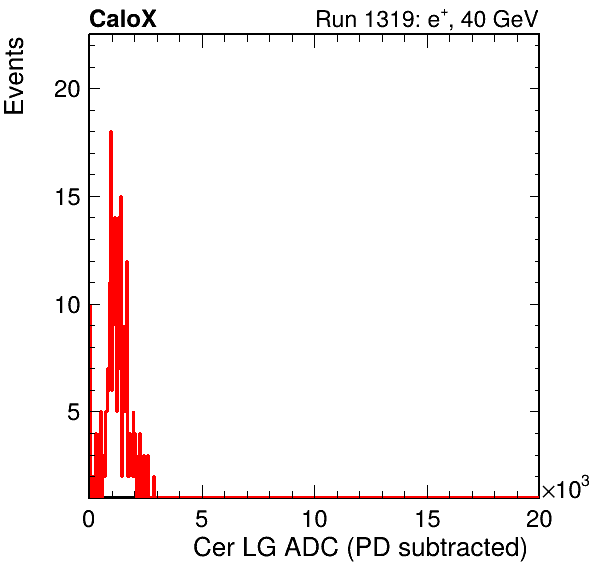 CaloX Run 1319: e⁺, 40 GeV
Events
20
15
10
5
0 5 10 15 20
×10³
Cer LG ADC (PD subtracted)